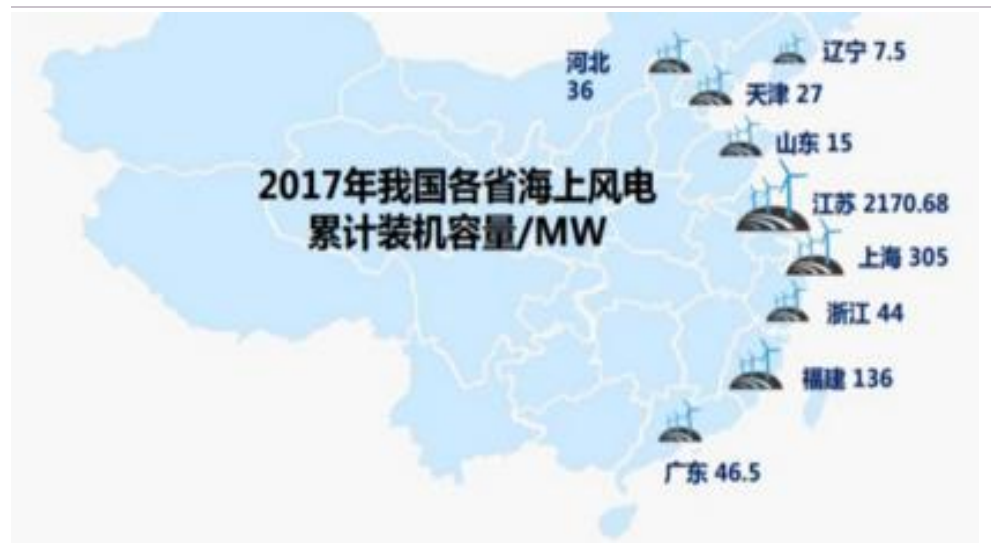 河北
36
辽宁 7.5
天津 27
山东 15
2017年我国各省海上风电
累计装机容量/MW
江苏 2170.68
上海 305
浙江 44
福建 136
广东 46.5